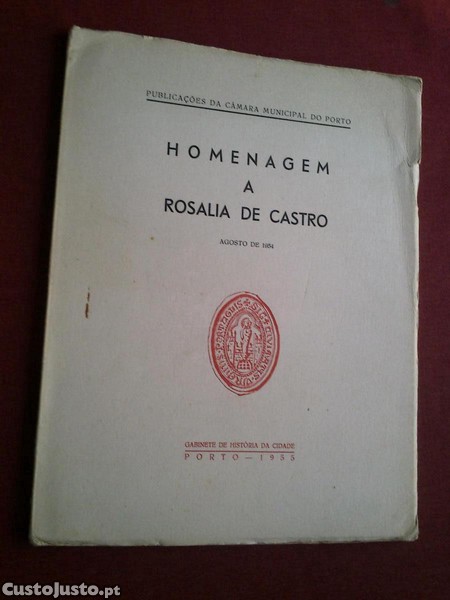 PUBLICAÇÕES DA CÂMARA MUNICIPAL DO PORTO
HOMENAGEM
A
ROSALIA DE CASTRO
AGOSTO DE 1954
GABINETE DE HISTÓRIA DA CIDADE
PORTO — 1955
CustoJusto.pt